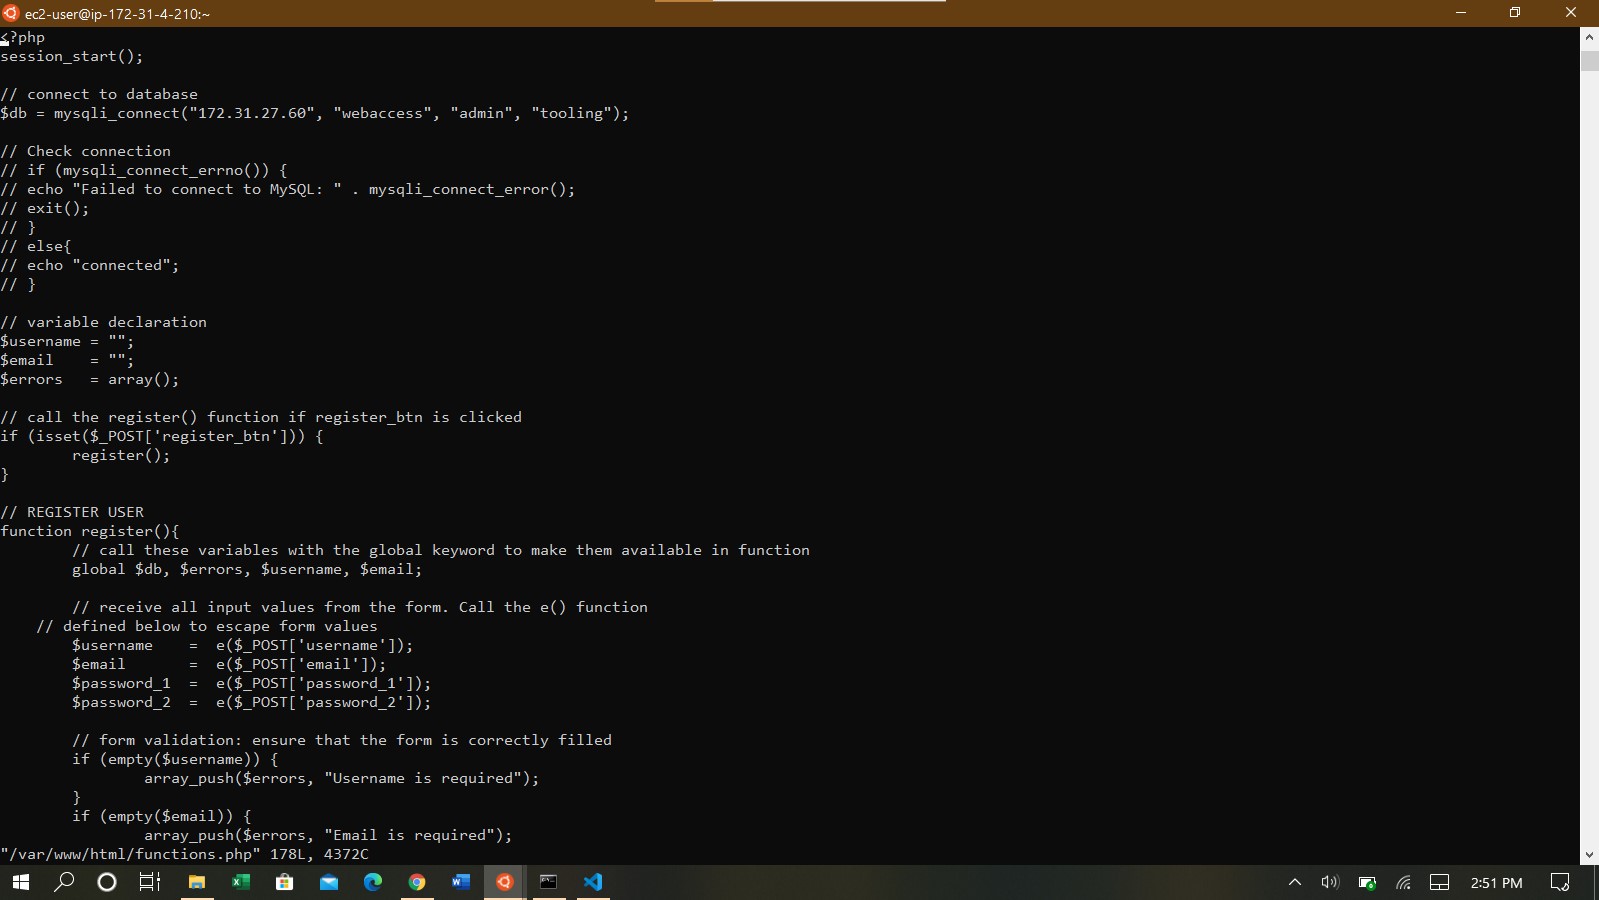 ec2-user@ip-172-31-4-210:~
<?php
session_start();

// connect to database
$db = mysqli_connect("172.31.27.60", "webaccess", "admin", "tooling");

// Check connection
// if (mysqli_connect_errno()) {
// echo "Failed to connect to MySQL: " . mysqli_connect_error();
// exit();
// }
// else{
// echo "connected";
// }

// variable declaration
$username = "";
$email    = "";
$errors   = array();

// call the register() function if register_btn is clicked
if (isset($_POST['register_btn'])) {
        register();
}

// REGISTER USER
function register(){
        // call these variables with the global keyword to make them available in function
        global $db, $errors, $username, $email;

        // receive all input values from the form. Call the e() function
    // defined below to escape form values
        $username    =  e($_POST['username']);
        $email       =  e($_POST['email']);
        $password_1  =  e($_POST['password_1']);
        $password_2  =  e($_POST['password_2']);

        // form validation: ensure that the form is correctly filled
        if (empty($username)) {
                array_push($errors, "Username is required");
        }
        if (empty($email)) {
                array_push($errors, "Email is required");
"/var/www/html/functions.php" 178L, 4372C
2:51 PM